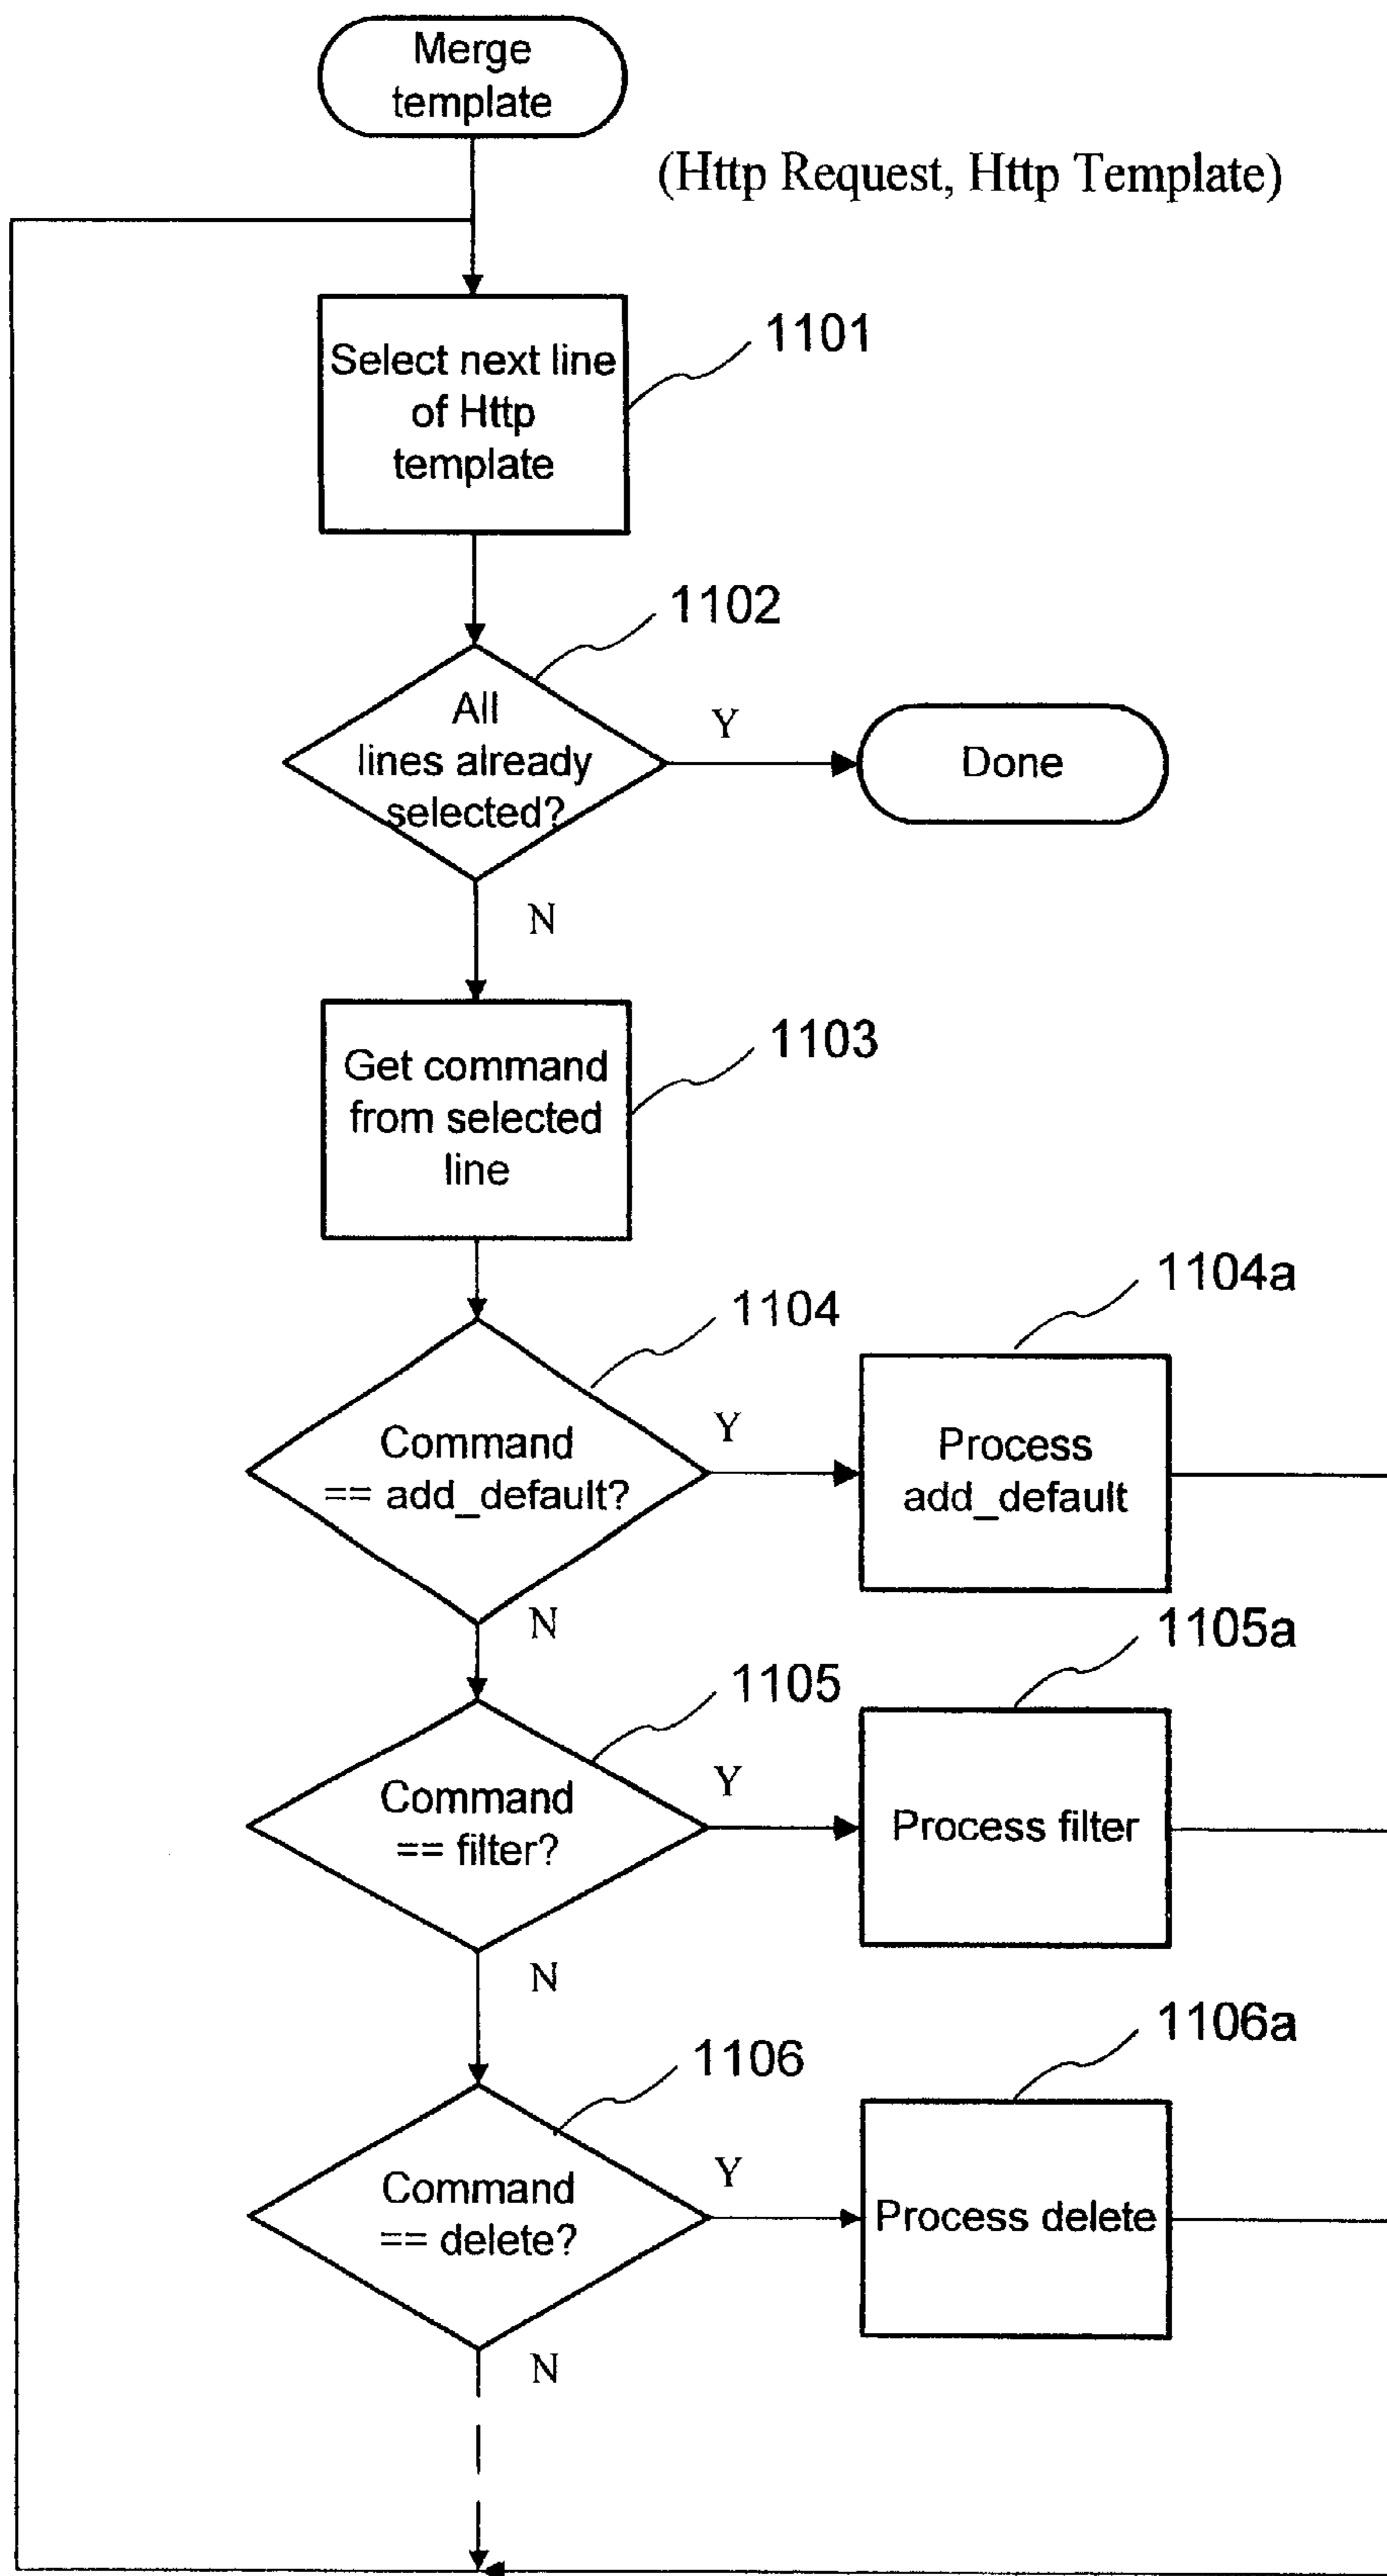 Merge
template
(Http Request, Http Template)
1101
Select next line
of Http
template
1102
All
lines already
selected?
Y
Done
N
1103
Get command
from selected
line
1104
1104a
Command
== add_default?
Y
Process
add_default
N
1105
1105a
Command
== filter?
Y
Process filter
N
1106
1106a
Command
== delete?
Y
Process delete
N